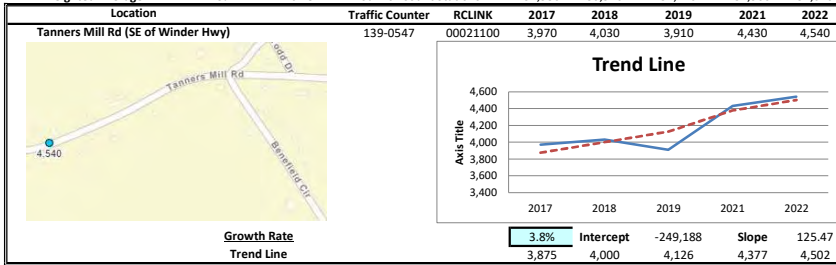 Location Traffic Counter RCLINK 2017 2018 2019 2021 2022
Tanners Mill Rd (SE of Winder Hwy) 139-0547 00021100 3,970 4,030 3,910 4,430 4,540
odd Dr
Tanners Mill Rd
Benefield Cir
4,540
Trend Line
Axis Title
4,600
4,400
4,200
4,000
3,800
3,600
3,400
2017 2018 2019 2021 2022
Growth Rate 3.8% Intercept -249,188 Slope 125.47
Trend Line 3,875 4,000 4,126 4,377 4,502